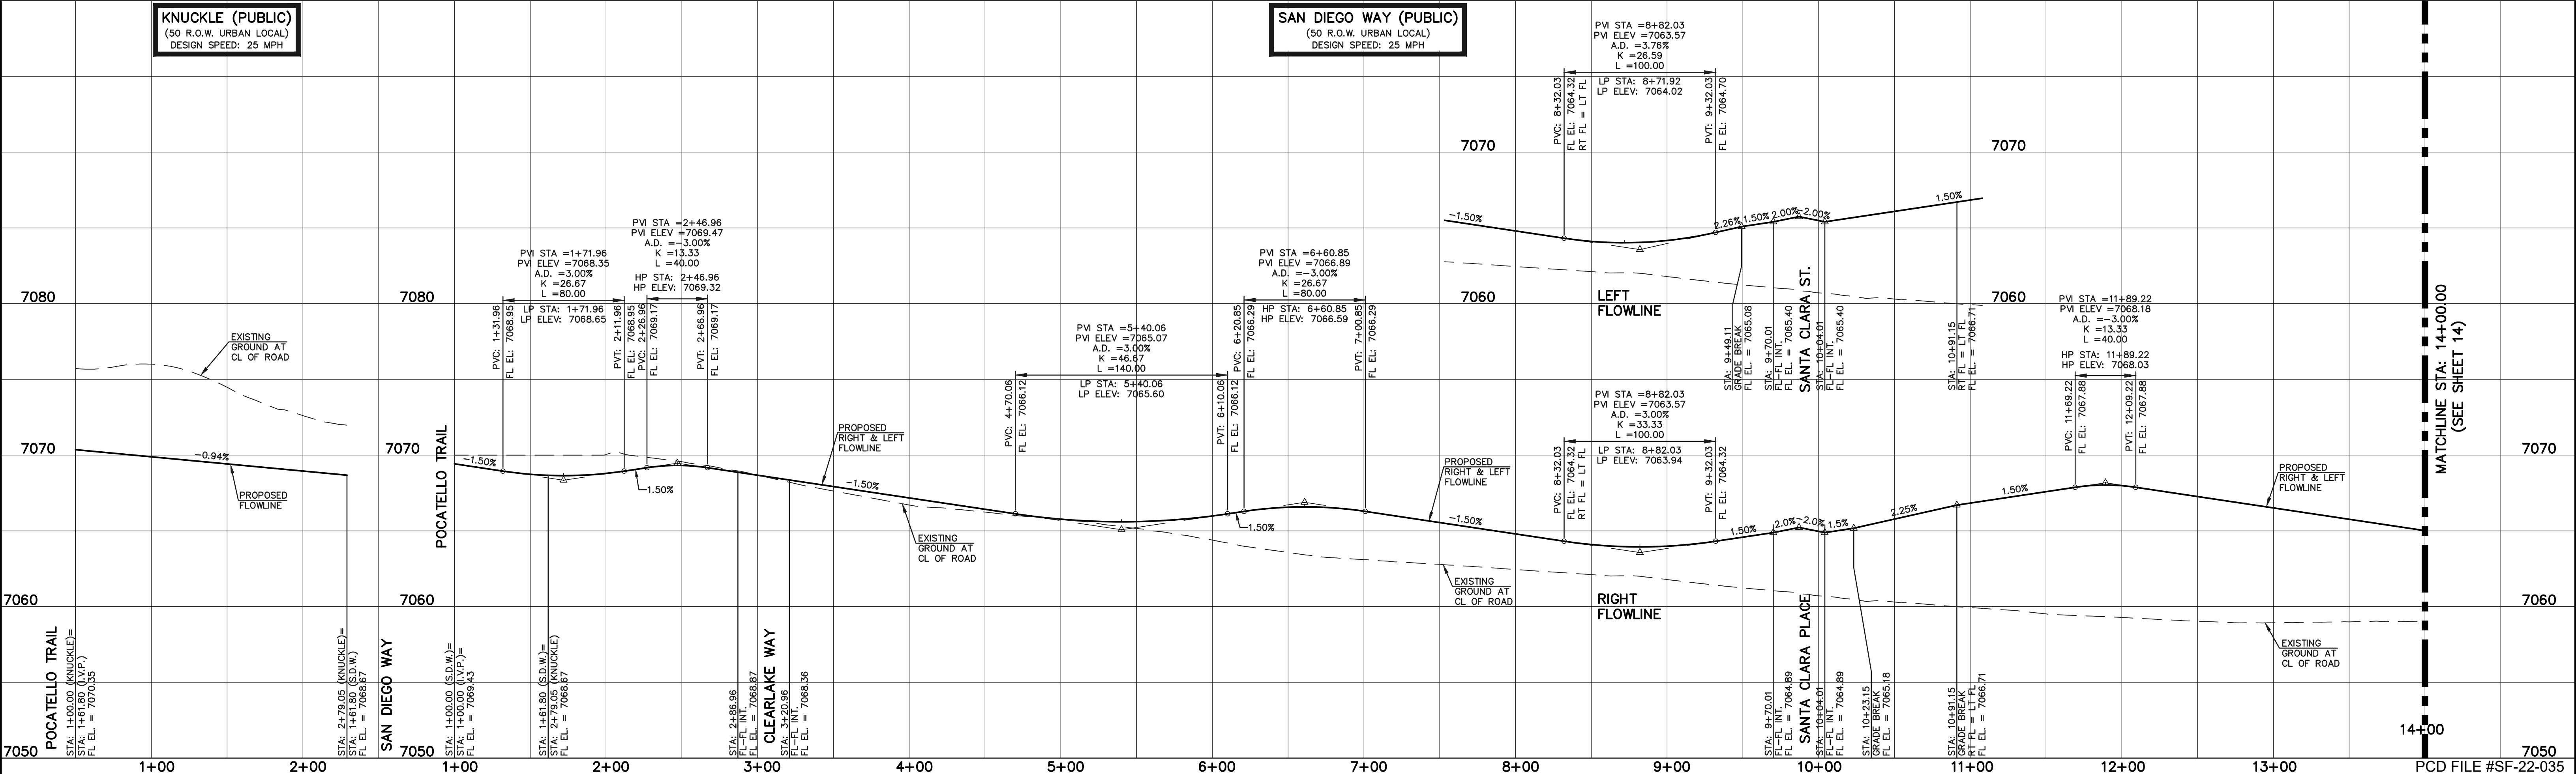 KNUCKLE (PUBLIC)
(50 R.O.W. URBAN LOCAL)
DESIGN SPEED: 25 MPH
SAN DIEGO WAY (PUBLIC)
(50 R.O.W. URBAN LOCAL)
DESIGN SPEED: 25 MPH
PVI STA =8+82.03
PVI ELEV =7063.57
A.D. =3.76%
K =26.59
L =100.00
LP STA: 8+71.92
LP ELEV: 7064.02
PVC: 8+32.03
FL EL: 7064.32
RT FL = LT FL
PVT: 9+32.03
FL EL: 7064.70
7070
7070
-1.50%
2.26%
1.50%
2.00%
-2.00%
1.50%
7060
7060
LEFT
FLOWLINE
STA: 9+49.11
GRADE BREAK
FL EL = 7065.08
STA: 9+70.01
FL-FL INT.
FL EL. = 7065.40
SANTA CLARA ST.
STA: 10+04.01
FL-FL INT.
FL EL. = 7065.40
STA: 10+91.15
RT FL = LT FL
FL EL. = 7066.71
7080
7080
EXISTING
GROUND AT
CL OF ROAD
7070
-0.94%
PROPOSED
FLOWLINE
7060
7050
POCATELLO TRAIL
STA: 1+00.00 (KNUCKLE)=
STA: 1+61.80 (I.V.P.)
FL EL. = 7070.35
STA: 2+79.05 (KNUCKLE)=
STA: 1+61.80 (S.D.W.)
FL EL. = 7068.67
SAN DIEGO WAY
1+00
2+00
7070
7060
7050
POCATELLO TRAIL
STA: 1+00.00 (S.D.W.)=
STA: 1+00.00 (I.V.P.)=
FL EL. = 7069.43
-1.50%
PVI STA =1+71.96
PVI ELEV =7068.35
A.D. =3.00%
K =26.67
L =80.00
LP STA: 1+71.96
LP ELEV: 7068.65
PVC: 1+31.96
FL EL: 7068.95
PVT: 2+11.96
FL EL: 7068.95
STA: 1+61.80 (S.D.W.)=
STA: 2+79.05 (KNUCKLE)
FL EL. = 7068.67
PVI STA =2+46.96
PVI ELEV =7069.47
A.D. =-3.00%
K =13.33
L =40.00
HP STA: 2+46.96
HP ELEV: 7069.32
PVC: 2+26.96
FL EL: 7069.17
PVT: 2+66.96
FL EL: 7069.17
1.50%
STA: 2+86.96
FL-FL INT.
FL EL. = 7068.87
CLEARLAKE WAY
STA: 3+20.96
FL-FL INT.
FL EL. = 7068.36
PROPOSED
RIGHT & LEFT
FLOWLINE
-1.50%
EXISTING
GROUND AT
CL OF ROAD
PVI STA =5+40.06
PVI ELEV =7065.07
A.D. =3.00%
K =46.67
L =140.00
LP STA: 5+40.06
LP ELEV: 7065.60
PVC: 4+70.06
FL EL: 7066.12
PVT: 6+10.06
FL EL: 7066.12
PVI STA =6+60.85
PVI ELEV =7066.89
A.D. =-3.00%
K =26.67
L =80.00
HP STA: 6+60.85
HP ELEV: 7066.59
PVC: 6+20.85
FL EL: 7066.29
PVT: 7+00.85
FL EL: 7066.29
1.50%
PROPOSED
RIGHT & LEFT
FLOWLINE
-1.50%
EXISTING
GROUND AT
CL OF ROAD
PVI STA =8+82.03
PVI ELEV =7063.57
A.D. =3.00%
K =33.33
L =100.00
LP STA: 8+82.03
LP ELEV: 7063.94
PVC: 8+32.03
FL EL: 7064.32
RT FL = LT FL
PVT: 9+32.03
FL EL: 7064.32
RIGHT
FLOWLINE
1.50%
2.0%
-2.0%
1.5%
2.25%
1.50%
STA: 9+70.01
FL-FL INT.
FL EL. = 7064.89
SANTA CLARA PLACE
STA: 10+04.01
FL-FL INT.
FL EL. = 7064.89
STA: 10+23.15
GRADE BREAK
FL EL. = 7065.18
STA: 10+91.15
GRADE BREAK
RT FL = LT FL
FL EL. = 7066.71
PVI STA =11+89.22
PVI ELEV =7068.18
A.D. =-3.00%
K =13.33
L =40.00
HP STA: 11+89.22
HP ELEV: 7068.03
PVC: 11+69.22
FL EL: 7067.88
PVT: 12+09.22
FL EL: 7067.88
PROPOSED
RIGHT & LEFT
FLOWLINE
EXISTING
GROUND AT
CL OF ROAD
MATCHLINE STA: 14+00.00
(SEE SHEET 14)
7070
7060
7050
14+00
1+00
2+00
3+00
4+00
5+00
6+00
7+00
8+00
9+00
10+00
11+00
12+00
13+00
PCD FILE #SF-22-035